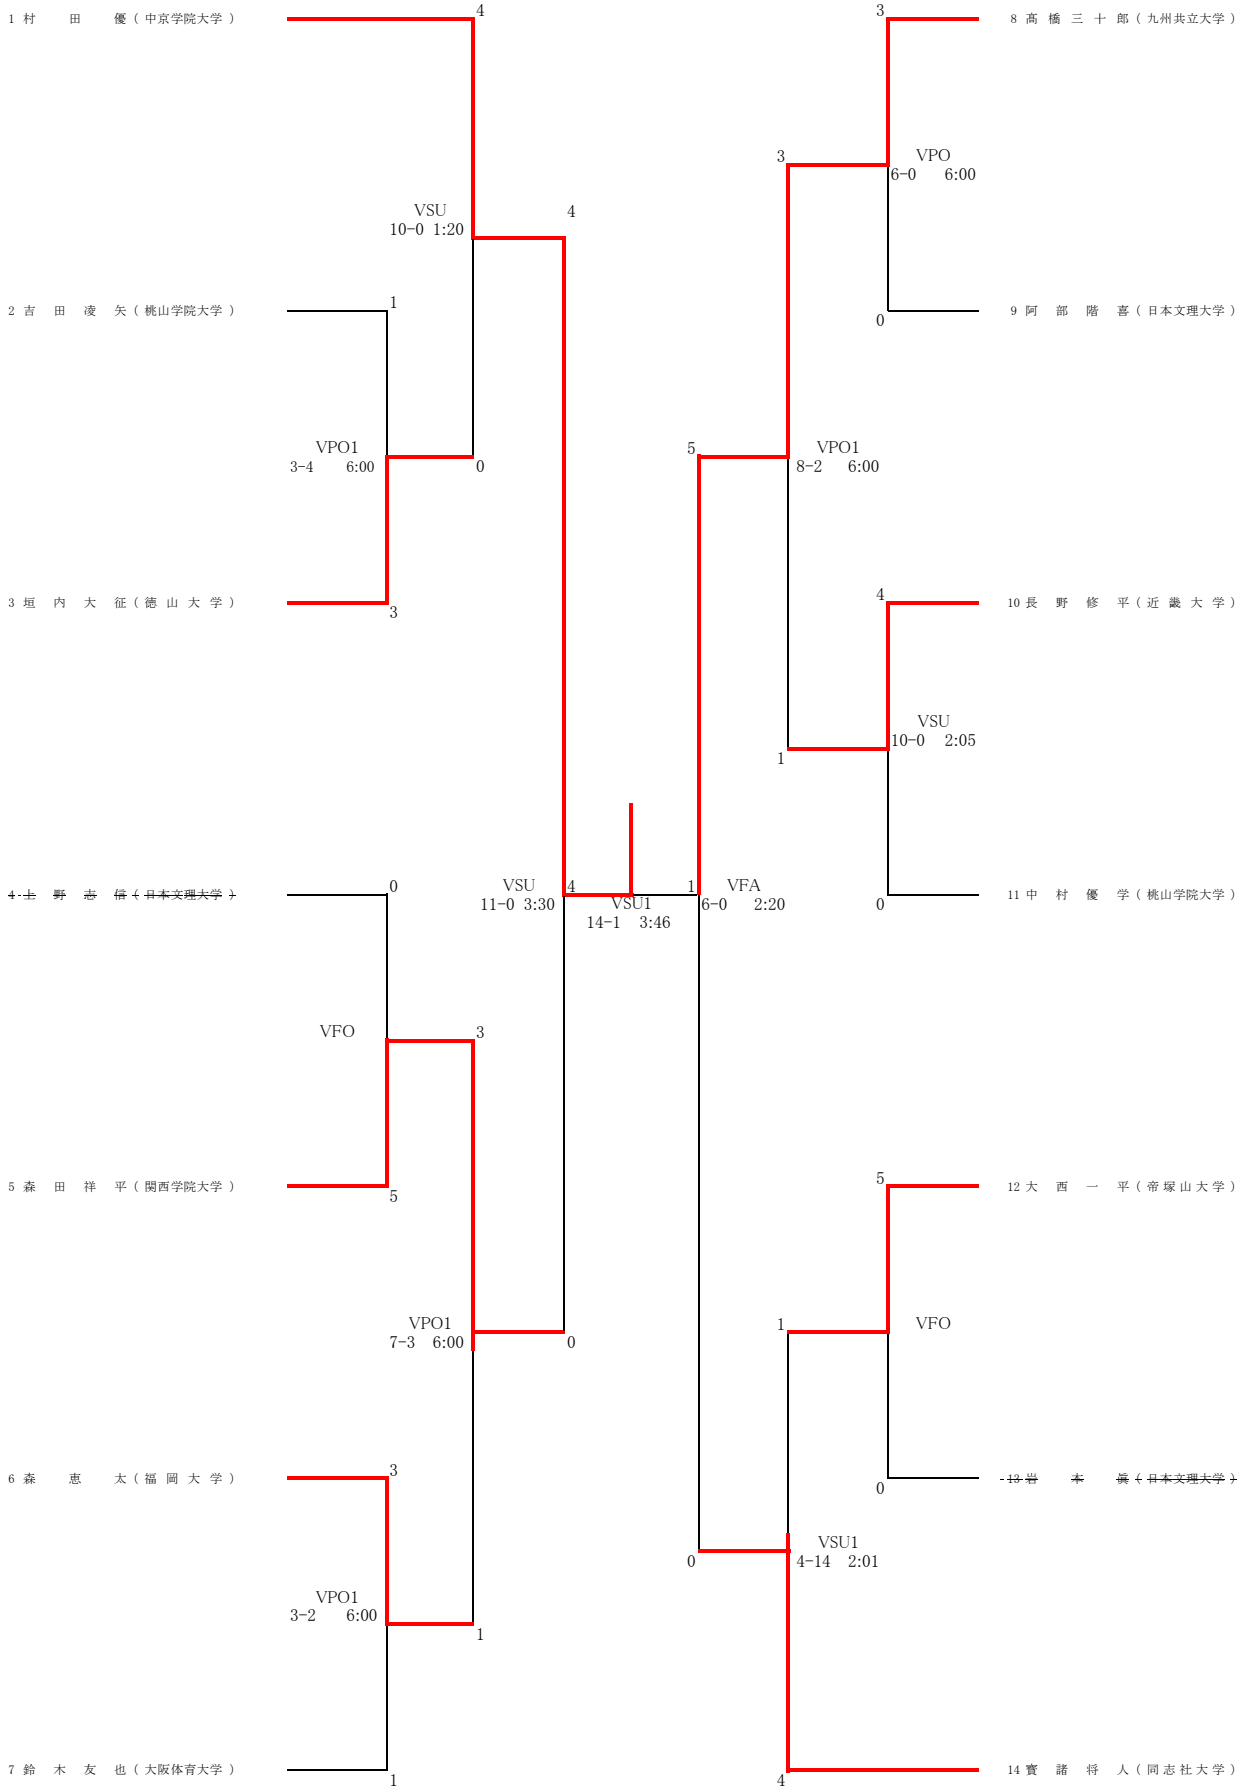 1 村田優 ( 中京学院大学 )
4
3
8 髙橋三十郎 ( 九州共立大学 )
3
VPO
6-0 6:00
VSU
10-0 1:20
4
2 吉田凌矢 ( 桃山学院大学 )
1
0
9 阿部階喜 ( 日本文理大学 )
VPO1
3-4 6:00
0
5
VPO1
8-2 6:00
3 垣内大征 ( 徳山大学 )
3
4
10 長野修平 ( 近畿大学 )
VSU
10-0 2:05
1
4 上野志信 ( 日本文理大学 )
0
VSU
11-0 3:30
4
VSU1
14-1 3:46
1
VFA
6-0 2:20
0
11 中村優学 ( 桃山学院大学 )
VFO
3
5 森田祥平 ( 関西学院大学 )
5
5
12 大西一平 ( 帝塚山大学 )
VPO1
7-3 6:00
0
1
VFO
6 森恵太 ( 福岡大学 )
3
0
13 岩本眞 ( 日本文理大学 )
VPO1
3-2 6:00
1
0
VSU1
4-14 2:01
7 鈴木友也 ( 大阪体育大学 )
1
4
14 寳諸将人 ( 同志社大学 )